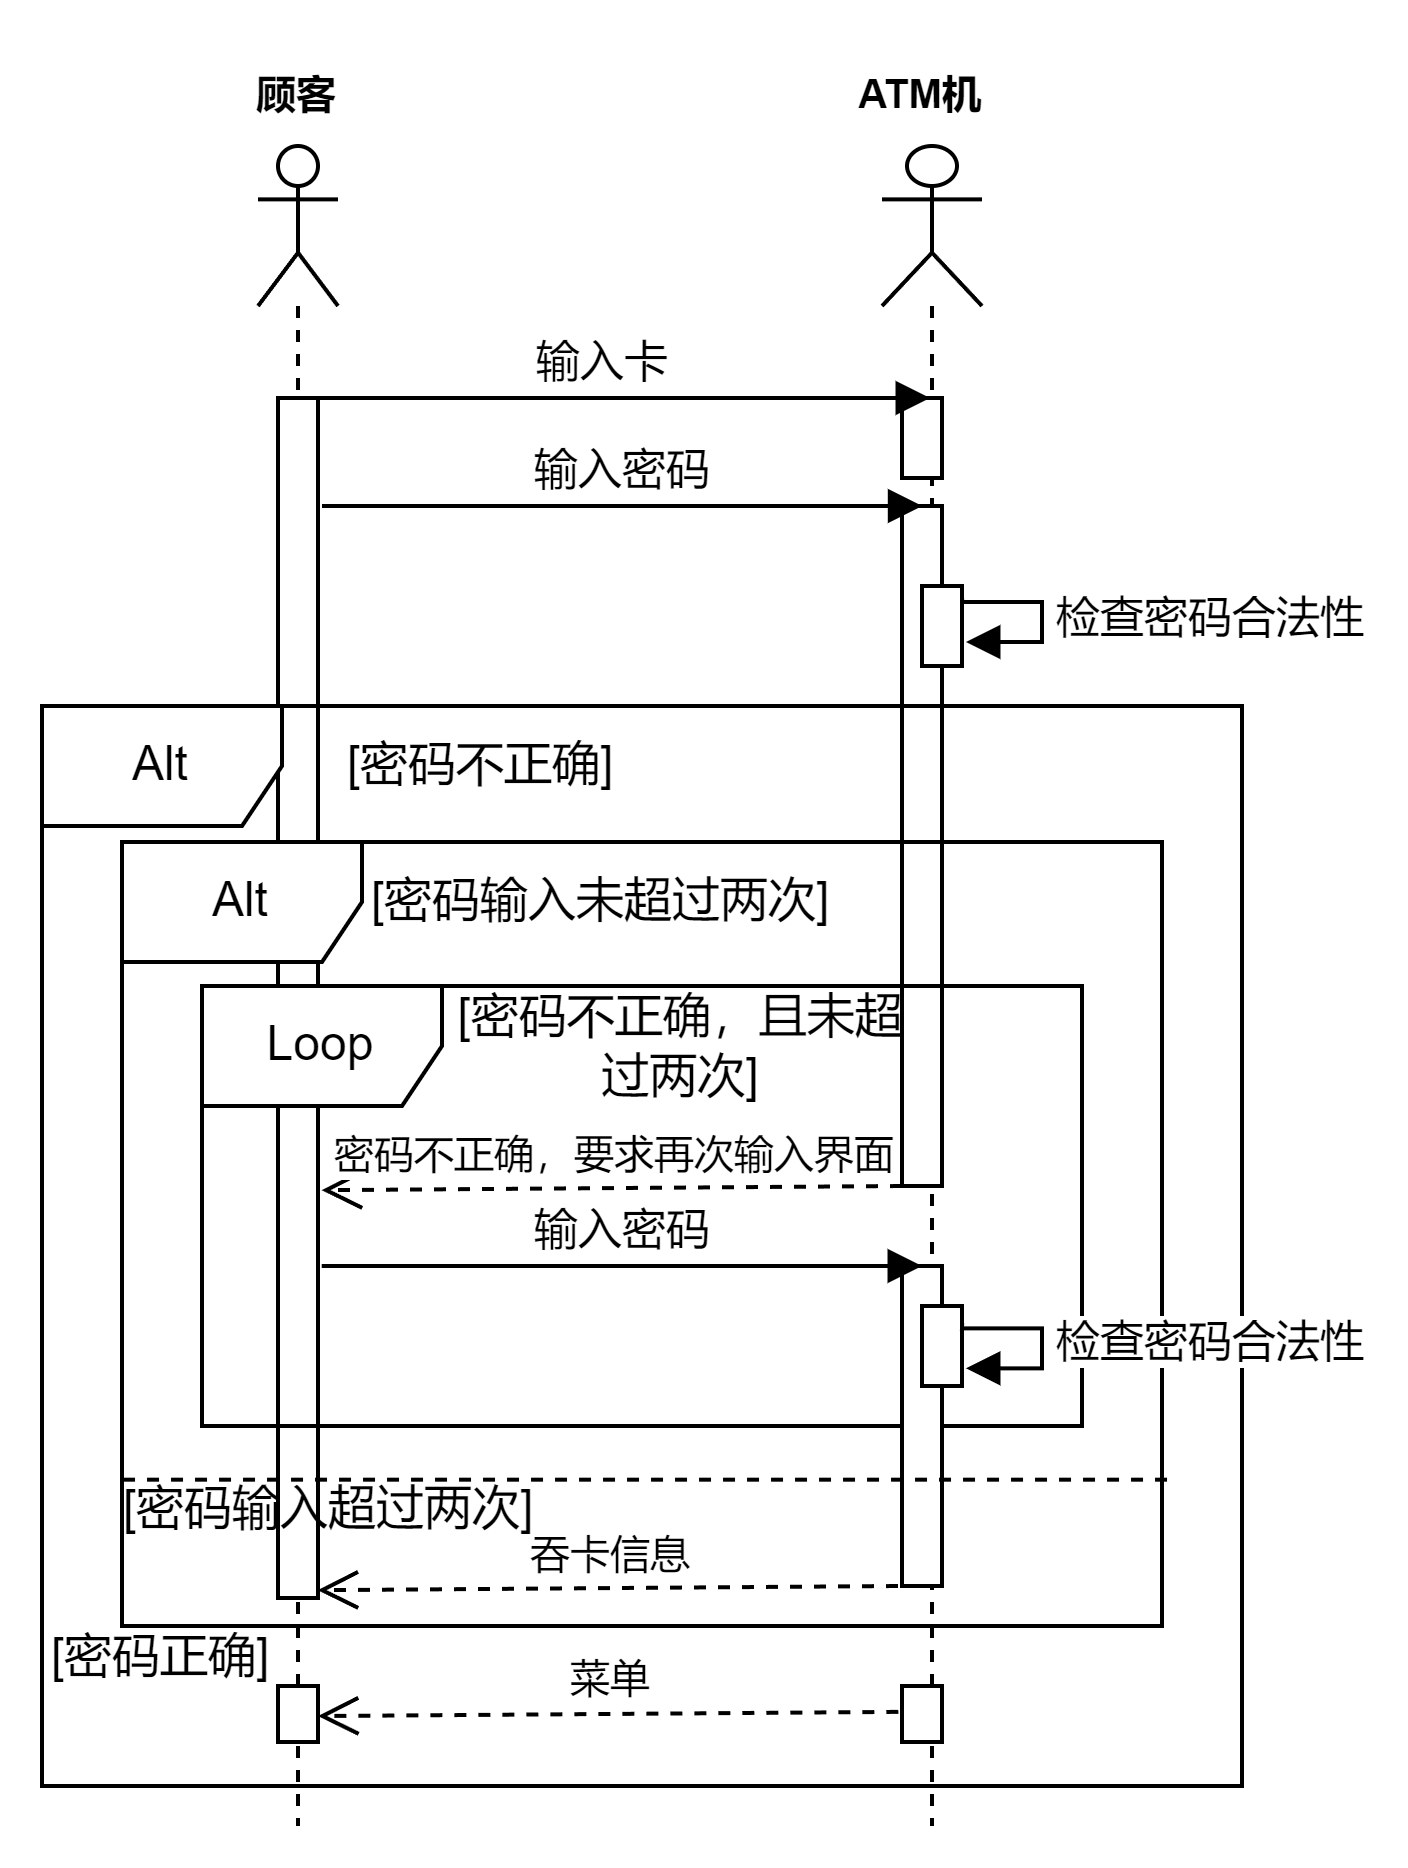 顾客
ATM机
输入卡
输入密码
检查密码合法性
Alt
[密码不正确]
Alt
[密码输入未超过两次]
Loop
[密码不正确，且未超
过两次]
密码不正确，要求再次输入界面
输入密码
检查密码合法性
[密码输入超过两次]
吞卡信息
[密码正确]
菜单